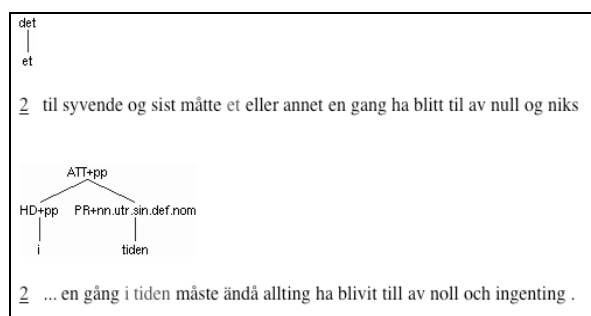 det
et
2 til syvende og sist måtte et eller annet en gang ha blitt til av null og niks
ATT+pp
HD+pp PR+nn.utr.sin.def.nom
i tiden
2 ... en gång i tiden måste ändå allting ha blivit till av noll och ingenting .